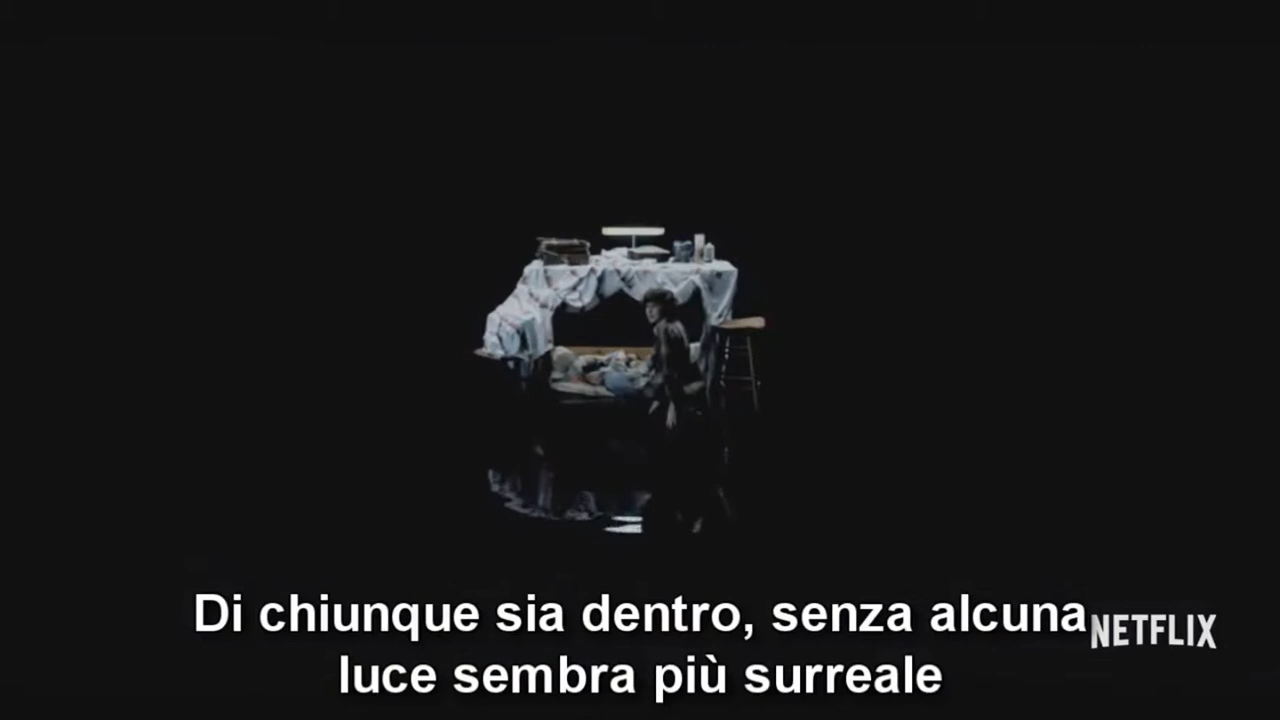 Di chiunque sia dentro, senza alcuna
NETFLIX
luce sembra più surreale